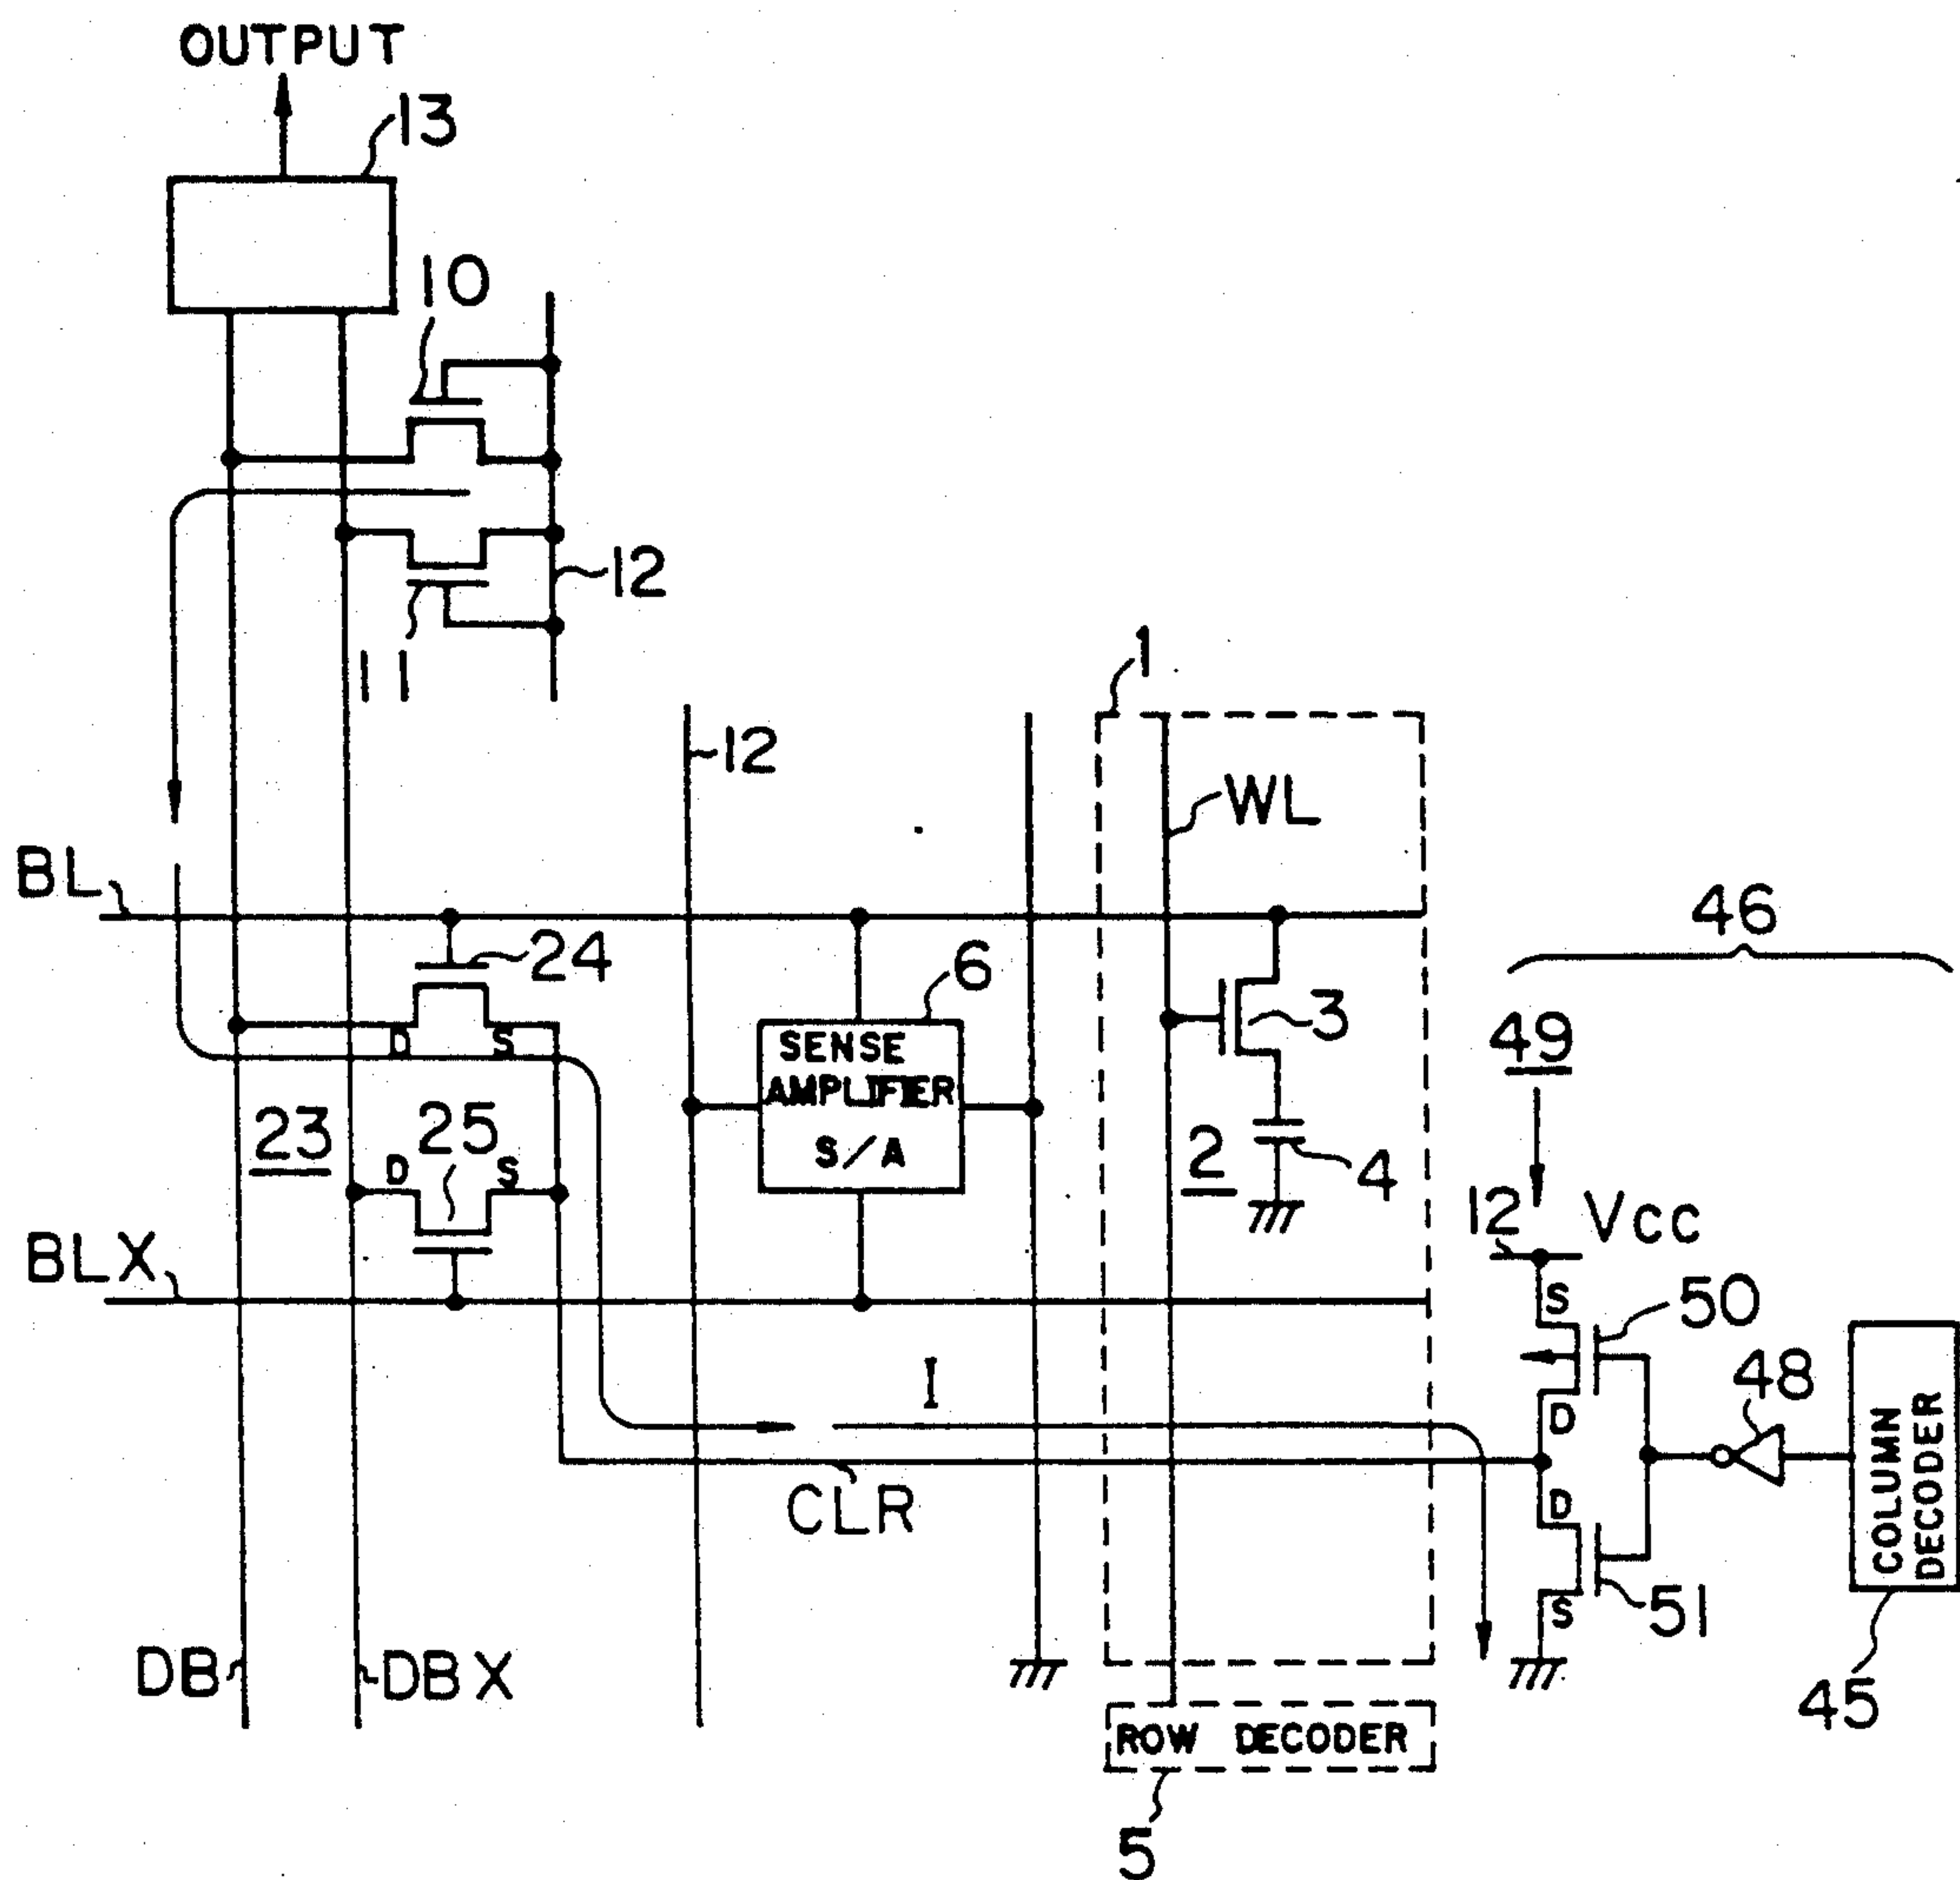 OUTPUT
13
10
12
11
1
12
WL
BL
46
24
6
3
49
SENSE
AMPLIFIER
S/A
D
S
23
25
2
4
D
S
12
Vcc
BLX
S
50
I
48
D
COLUMN
DECODER
CLR
D
51
S
DB
DBX
45
ROW DECODER
5